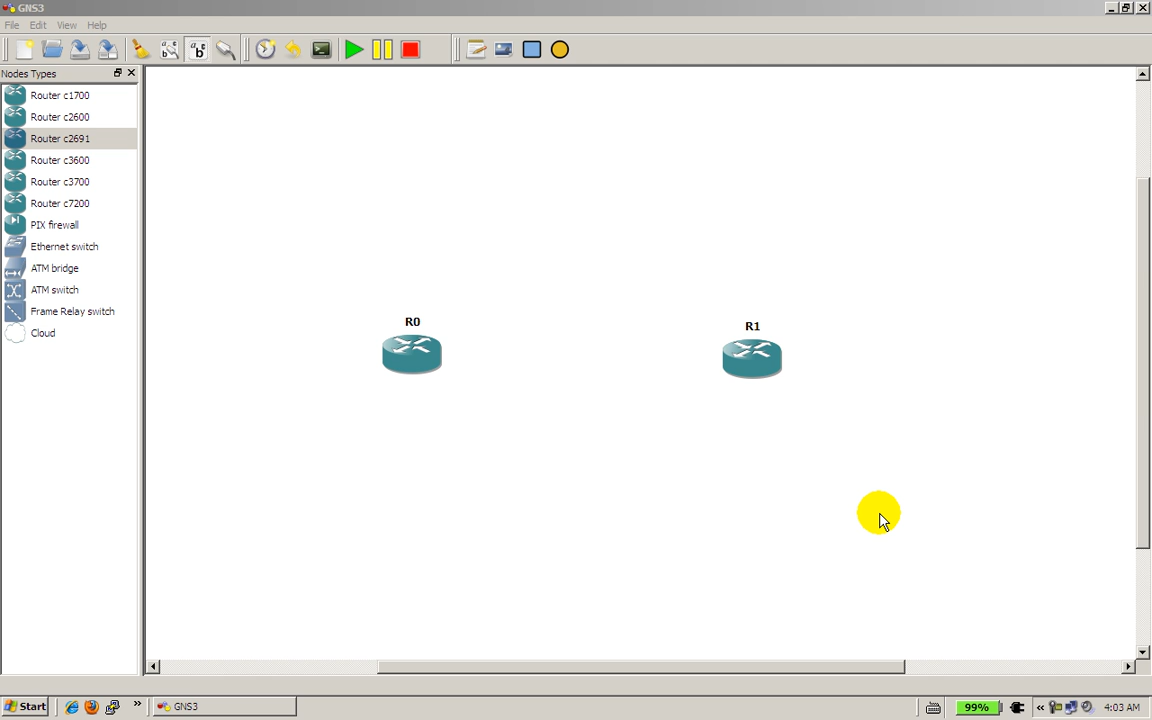 GNS3
File Edit View Help
Nodes Types
Router c1700
Router c2600
Router c2691
Router c3600
Router c3700
Router c7200
PIX firewall
Ethernet switch
ATM bridge
ATM switch
Frame Relay switch
Cloud
R0
R1
Start
GNS3
99%
4:03 AM